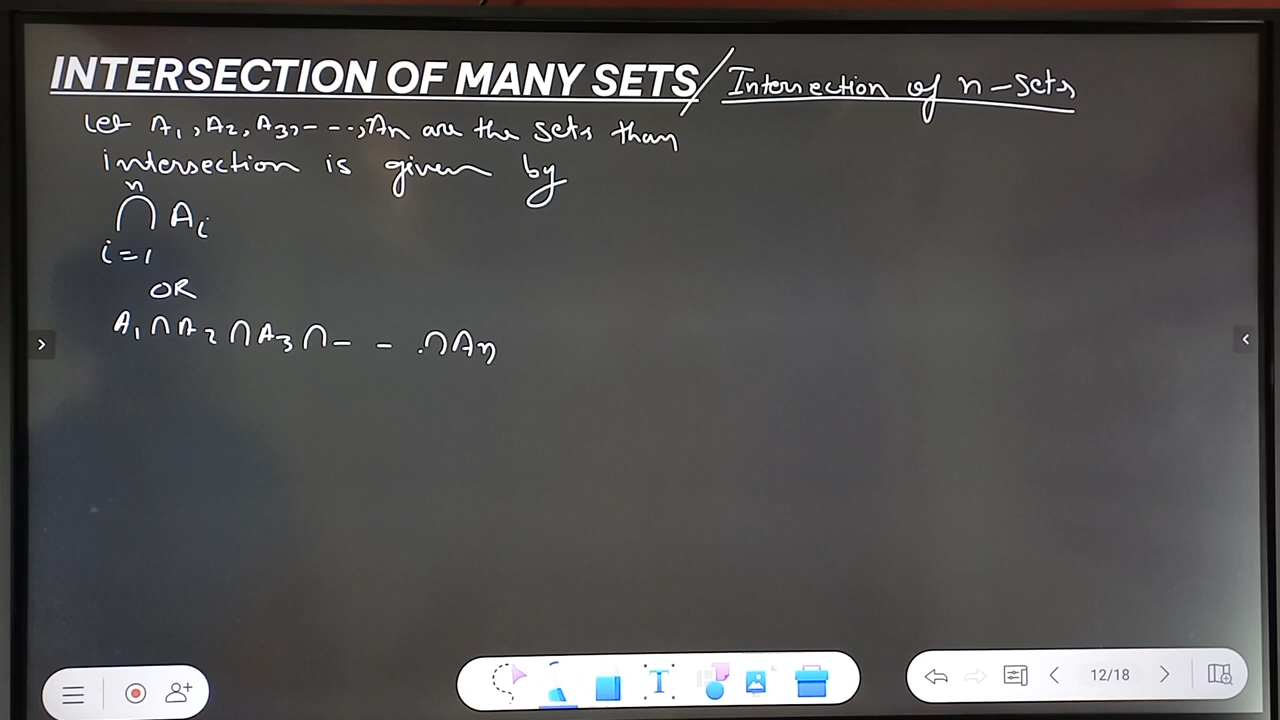 INTERSECTION OF MANY SETS / Intersection of n-sets
Let A₁, A₂, A₃, - - -, An are the sets than
intersection is given by
n
⋂ Ai
i=1
OR
A₁ ∩ A₂ ∩ A₃ ∩ - - . ∩ An
12/18